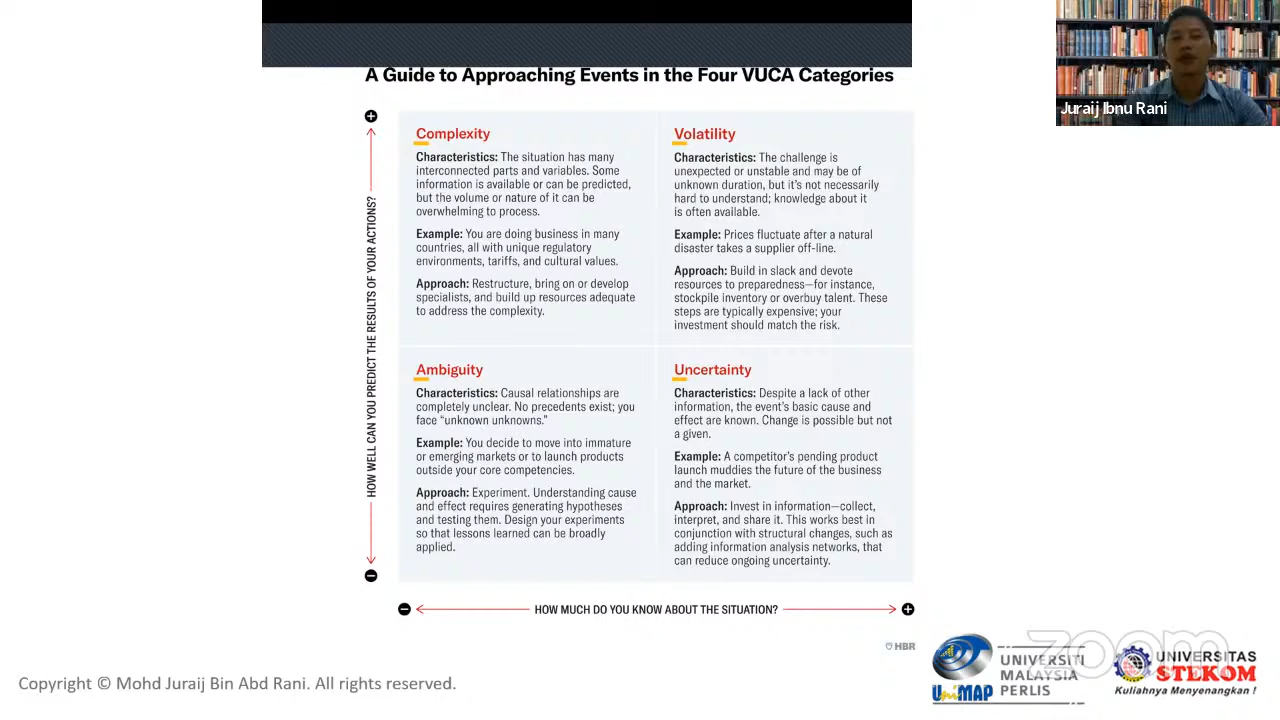 A Guide to Approaching Events in the Four VUCA Categories
Juraij Ibnu Rani
HOW WELL CAN YOU PREDICT THE RESULTS OF YOUR ACTIONS?
Complexity
Characteristics: The situation has many
interconnected parts and variables. Some
information is available or can be predicted,
but the volume or nature of it can be
overwhelming to process.
Example: You are doing business in many
countries, all with unique regulatory
environments, tariffs, and cultural values.
Approach: Restructure, bring on or develop
specialists, and build up resources adequate
to address the complexity.
Volatility
Characteristics: The challenge is
unexpected or unstable and may be of
unknown duration, but it's not necessarily
hard to understand; knowledge about it
is often available.
Example: Prices fluctuate after a natural
disaster takes a supplier off-line.
Approach: Build in slack and devote
resources to preparedness—for instance,
stockpile inventory or overbuy talent. These
steps are typically expensive; your
investment should match the risk.
Ambiguity
Characteristics: Causal relationships are
completely unclear. No precedents exist; you
face “unknown unknowns.”
Example: You decide to move into immature
or emerging markets or to launch products
outside your core competencies.
Approach: Experiment. Understanding cause
and effect requires generating hypotheses
and testing them. Design your experiments
so that lessons learned can be broadly
applied.
Uncertainty
Characteristics: Despite a lack of other
information, the event's basic cause and
effect are known. Change is possible but not
a given.
Example: A competitor's pending product
launch muddies the future of the business
and the market.
Approach: Invest in information—collect,
interpret, and share it. This works best in
conjunction with structural changes, such as
adding information analysis networks, that
can reduce ongoing uncertainty.
HOW MUCH DO YOU KNOW ABOUT THE SITUATION?
HBR
Copyright © Mohd Juraij Bin Abd Rani. All rights reserved.
UniMAP
UNIVERSITI
MALAYSIA
PERLIS
zoom
UNIVERSITAS
STEKOM
Kuliahnya Menyenangkan !